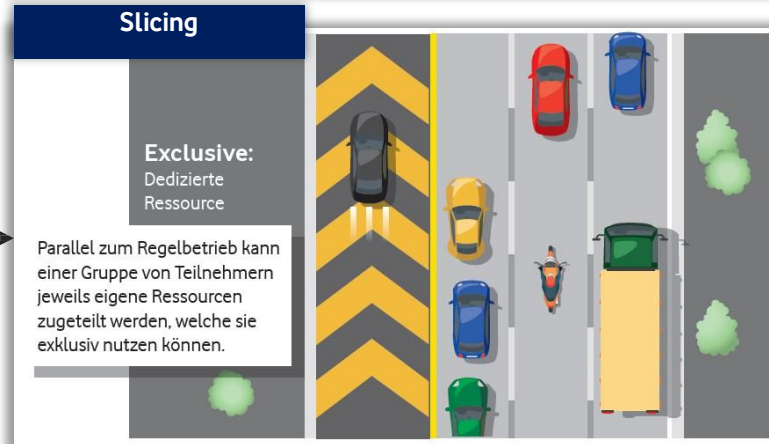 Slicing
Exclusive:
Dedizierte
Ressource
Parallel zum Regelbetrieb kann
einer Gruppe von Teilnehmern
jeweils eigene Ressourcen
zugeteilt werden, welche sie
exklusiv nutzen können.